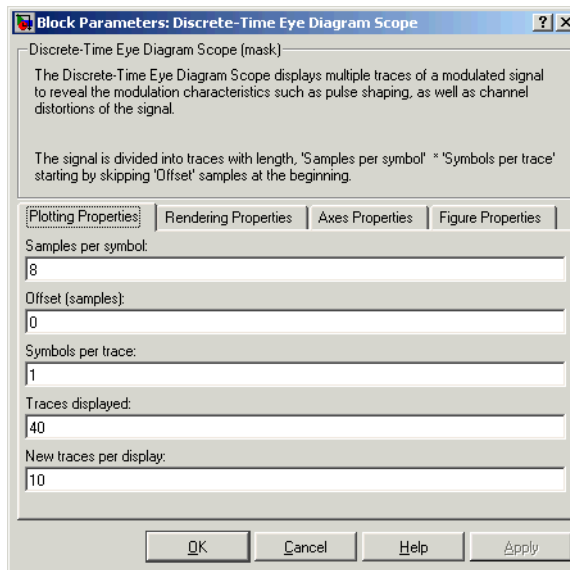 Block Parameters: Discrete-Time Eye Diagram Scope
Discrete-Time Eye Diagram Scope (mask)
The Discrete-Time Eye Diagram Scope displays multiple traces of a modulated signal
to reveal the modulation characteristics such as pulse shaping, as well as channel
distortions of the signal.
The signal is divided into traces with length, 'Samples per symbol' * 'Symbols per trace'
starting by skipping 'Offset' samples at the beginning.
Plotting Properties Rendering Properties Axes Properties Figure Properties
Samples per symbol:
8
Offset (samples):
0
Symbols per trace:
1
Traces displayed:
40
New traces per display:
10
OK Cancel Help Apply